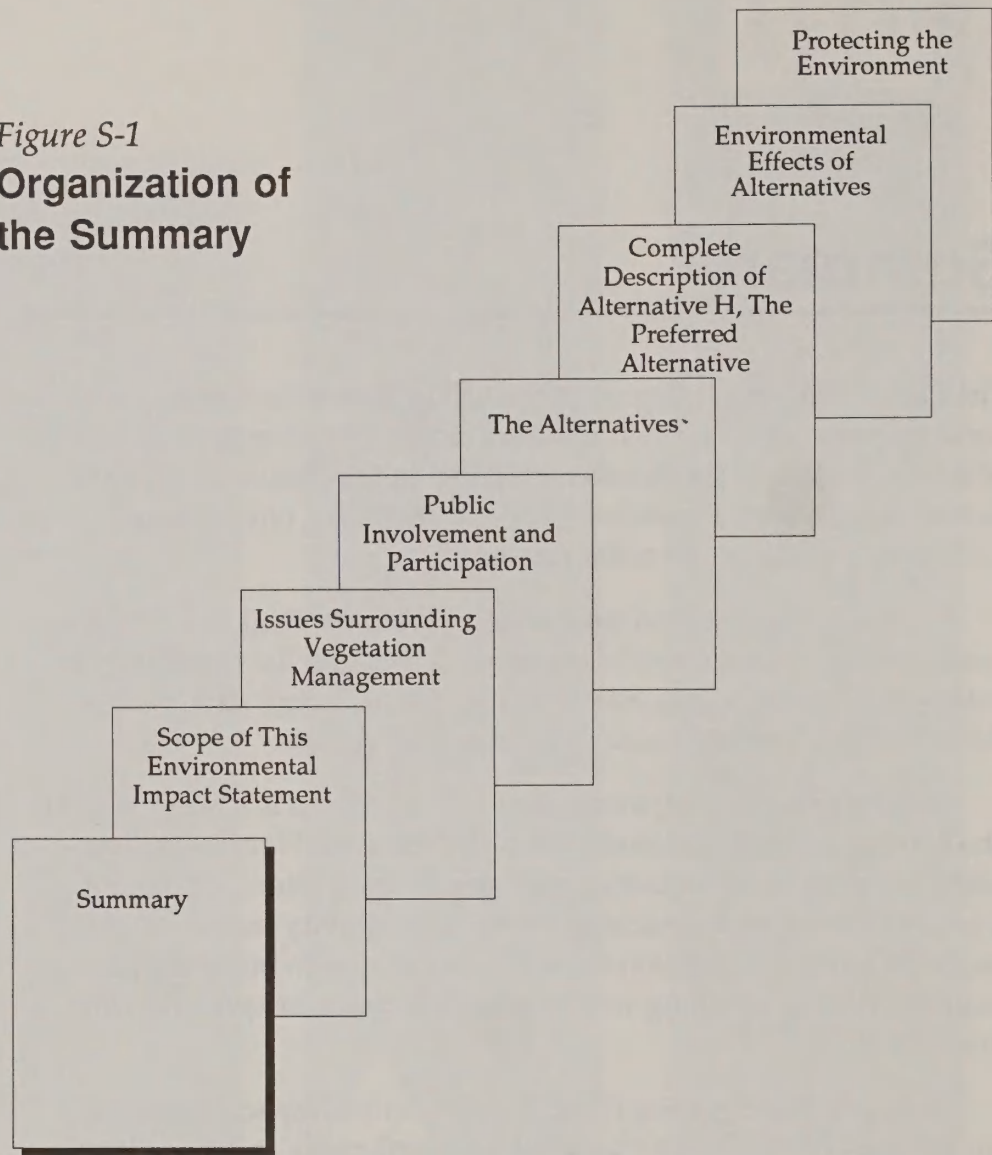 Figure S-1
Organization of
the Summary
Protecting the
Environment
Environmental
Effects of
Alternatives
Complete
Description of
Alternative H, The
Preferred
Alternative
The Alternatives
Public
Involvement and
Participation
Issues Surrounding
Vegetation
Management
Scope of This
Environmental
Impact Statement
Summary